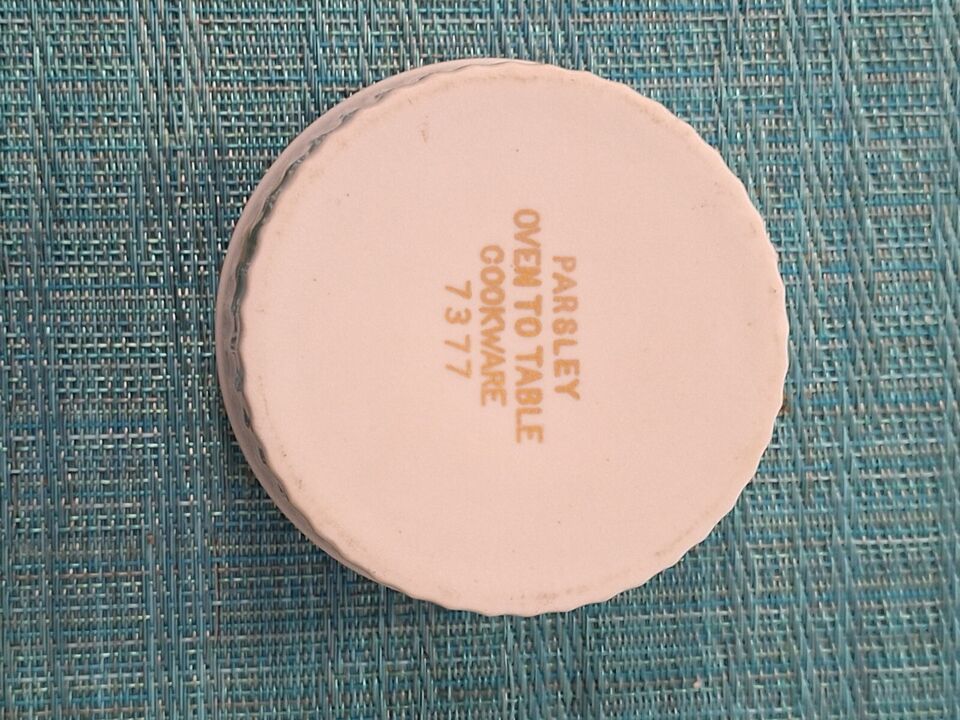 PARSLEY
OVEN TO TABLE
COOKWARE
7377